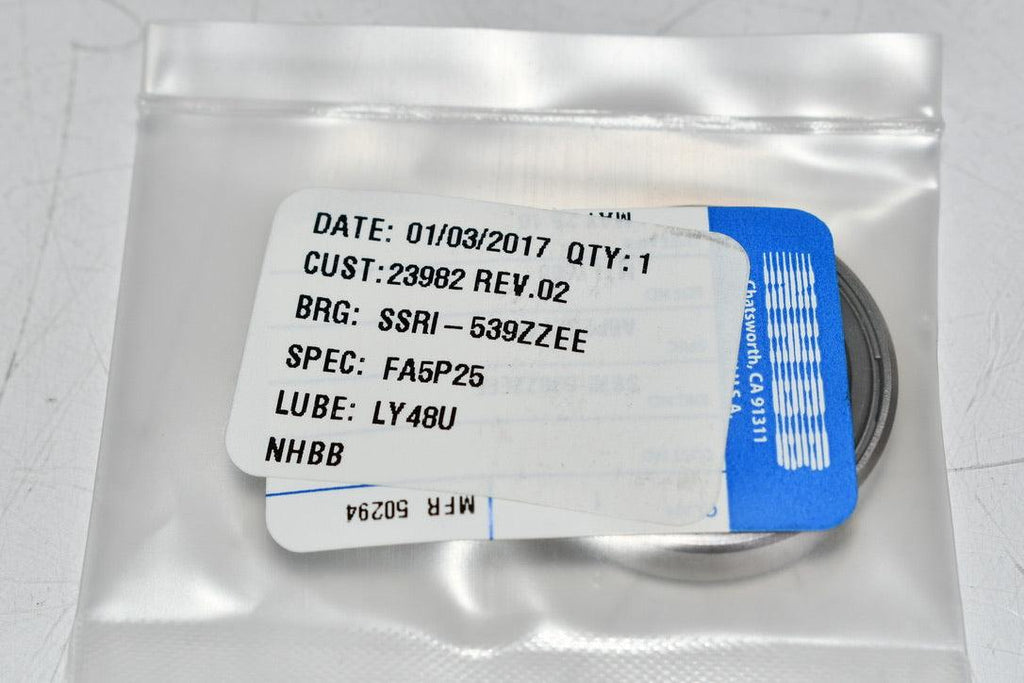 DATE: 01/03/2017 QTY: 1
CUST: 23982 REV.02
BRG: SSRI-539ZZEE
SPEC: FA5P25
LUBE: LY48U
NHBB
MFR 50294
Chatsworth, CA 91311
U.S.A.